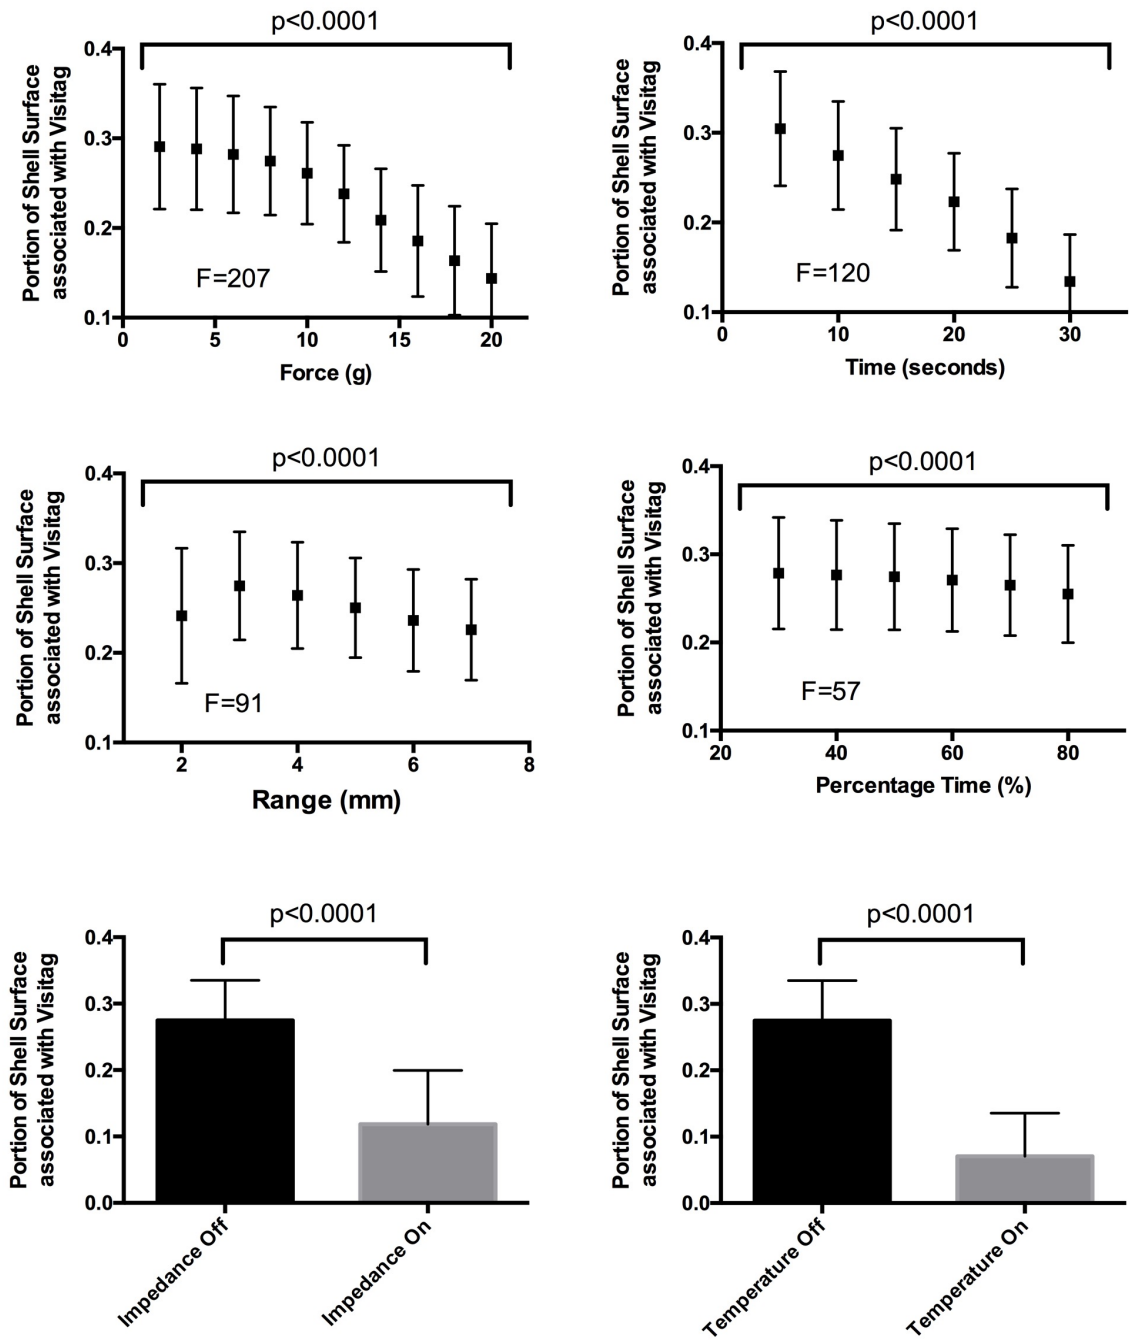 p<0.0001
Portion of Shell Surface
associated with Visitag
0.4
0.3
0.2
0.1
F=207
0 5 10 15 20
Force (g)
p<0.0001
Portion of Shell Surface
associated with Visitag
0.4
0.3
0.2
0.1
F=120
0 10 20 30
Time (seconds)
p<0.0001
Portion of Shell Surface
associated with Visitag
0.4
0.3
0.2
0.1
F=91
2 4 6 8
Range (mm)
p<0.0001
Portion of Shell Surface
associated with Visitag
0.4
0.3
0.2
0.1
F=57
20 40 60 80
Percentage Time (%)
p<0.0001
Portion of Shell Surface
associated with Visitag
0.4
0.3
0.2
0.1
0.0
Impedance Off
Impedance On
p<0.0001
Portion of Shell Surface
associated with Visitag
0.4
0.3
0.2
0.1
0.0
Temperature Off
Temperature On